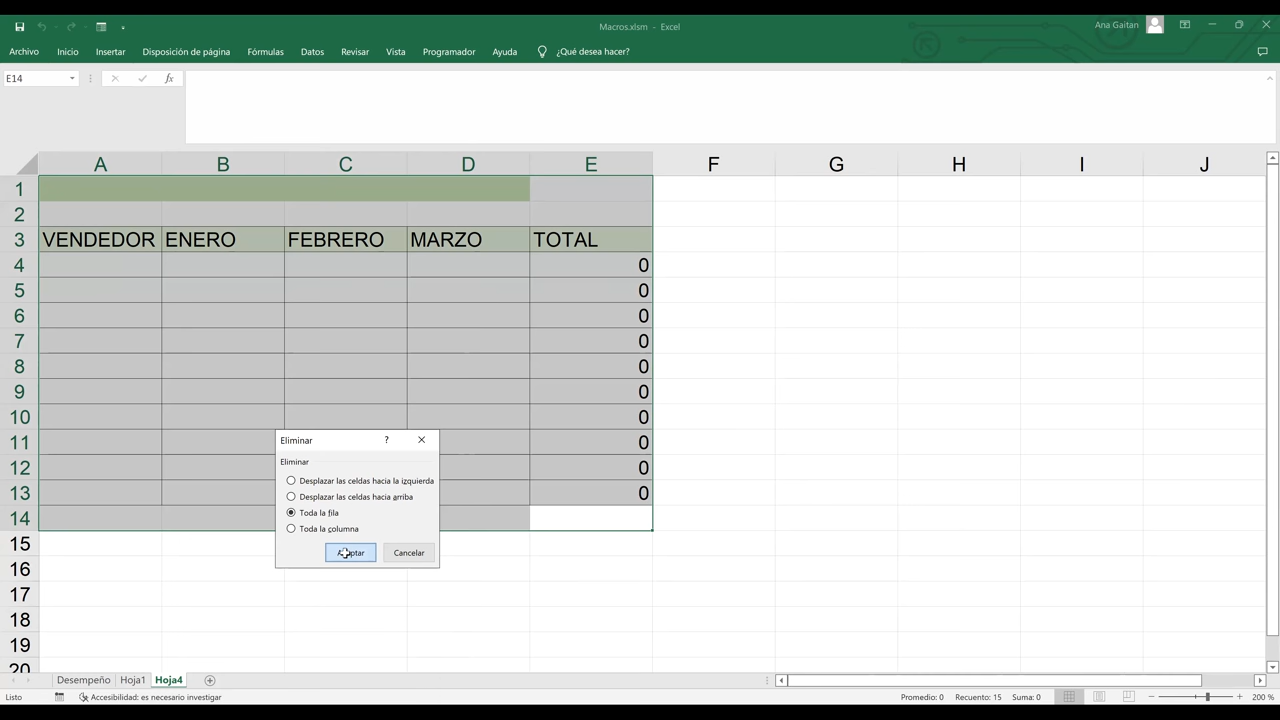 Macros.xlsm - Excel
Ana Gaitan
Archivo Inicio Insertar Disposición de página Fórmulas Datos Revisar Vista Programador Ayuda ¿Qué desea hacer?
E14 fx
A B C D E F G H I J
1
2
3 VENDEDOR ENERO FEBRERO MARZO TOTAL
4 0
5 0
6 0
7 0
8 0
9 0
10 0
11 0
12 0
13 0
14
15
16
17
18
19
20
Eliminar ?
Eliminar
Desplazar las celdas hacia la izquierda
Desplazar las celdas hacia arriba
Toda la fila
Toda la columna
Aceptar Cancelar
Desempeño Hoja1 Hoja4
Listo Accesibilidad: es necesario investigar Promedio: 0 Recuento: 15 Suma: 0 200 %